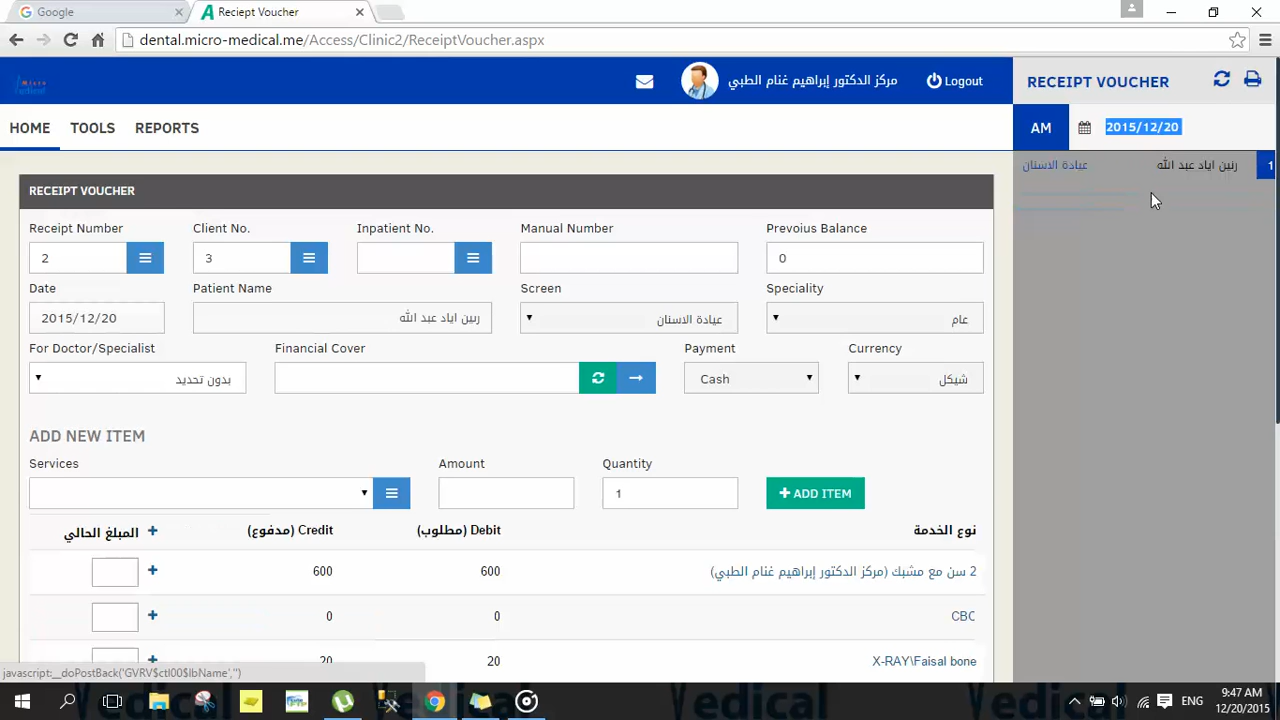 Google
Reciept Voucher
dental.micro-medical.me/Access/Clinic2/ReceiptVoucher.aspx
مركز الدكتور إبراهيم غنام الطبي
Logout
RECEIPT VOUCHER
HOME TOOLS REPORTS
AM 2015/12/20
عيادة الاسنان
رنين اياد عبد الله
1
RECEIPT VOUCHER
Receipt Number Client No. Inpatient No. Manual Number Prevoius Balance
2 3 0
Date Patient Name Screen Speciality
2015/12/20 رنين اياد عبد الله عيادة الاسنان عام
For Doctor/Specialist Financial Cover Payment Currency
بدون تحديد Cash شيكل
ADD NEW ITEM
Services Amount Quantity
1 + ADD ITEM
المبلغ الحالي + Credit (مدفوع) Debit (مطلوب) نوع الخدمة
+ 600 600 2 سن مع مشبك (مركز الدكتور إبراهيم غنام الطبي)
+ 0 0 CBC
+ 20 20 X-RAY\Faisal bone
javascript:__doPostBack('GVRV$ctl00$lbName','')
ENG
9:47 AM
12/20/2015